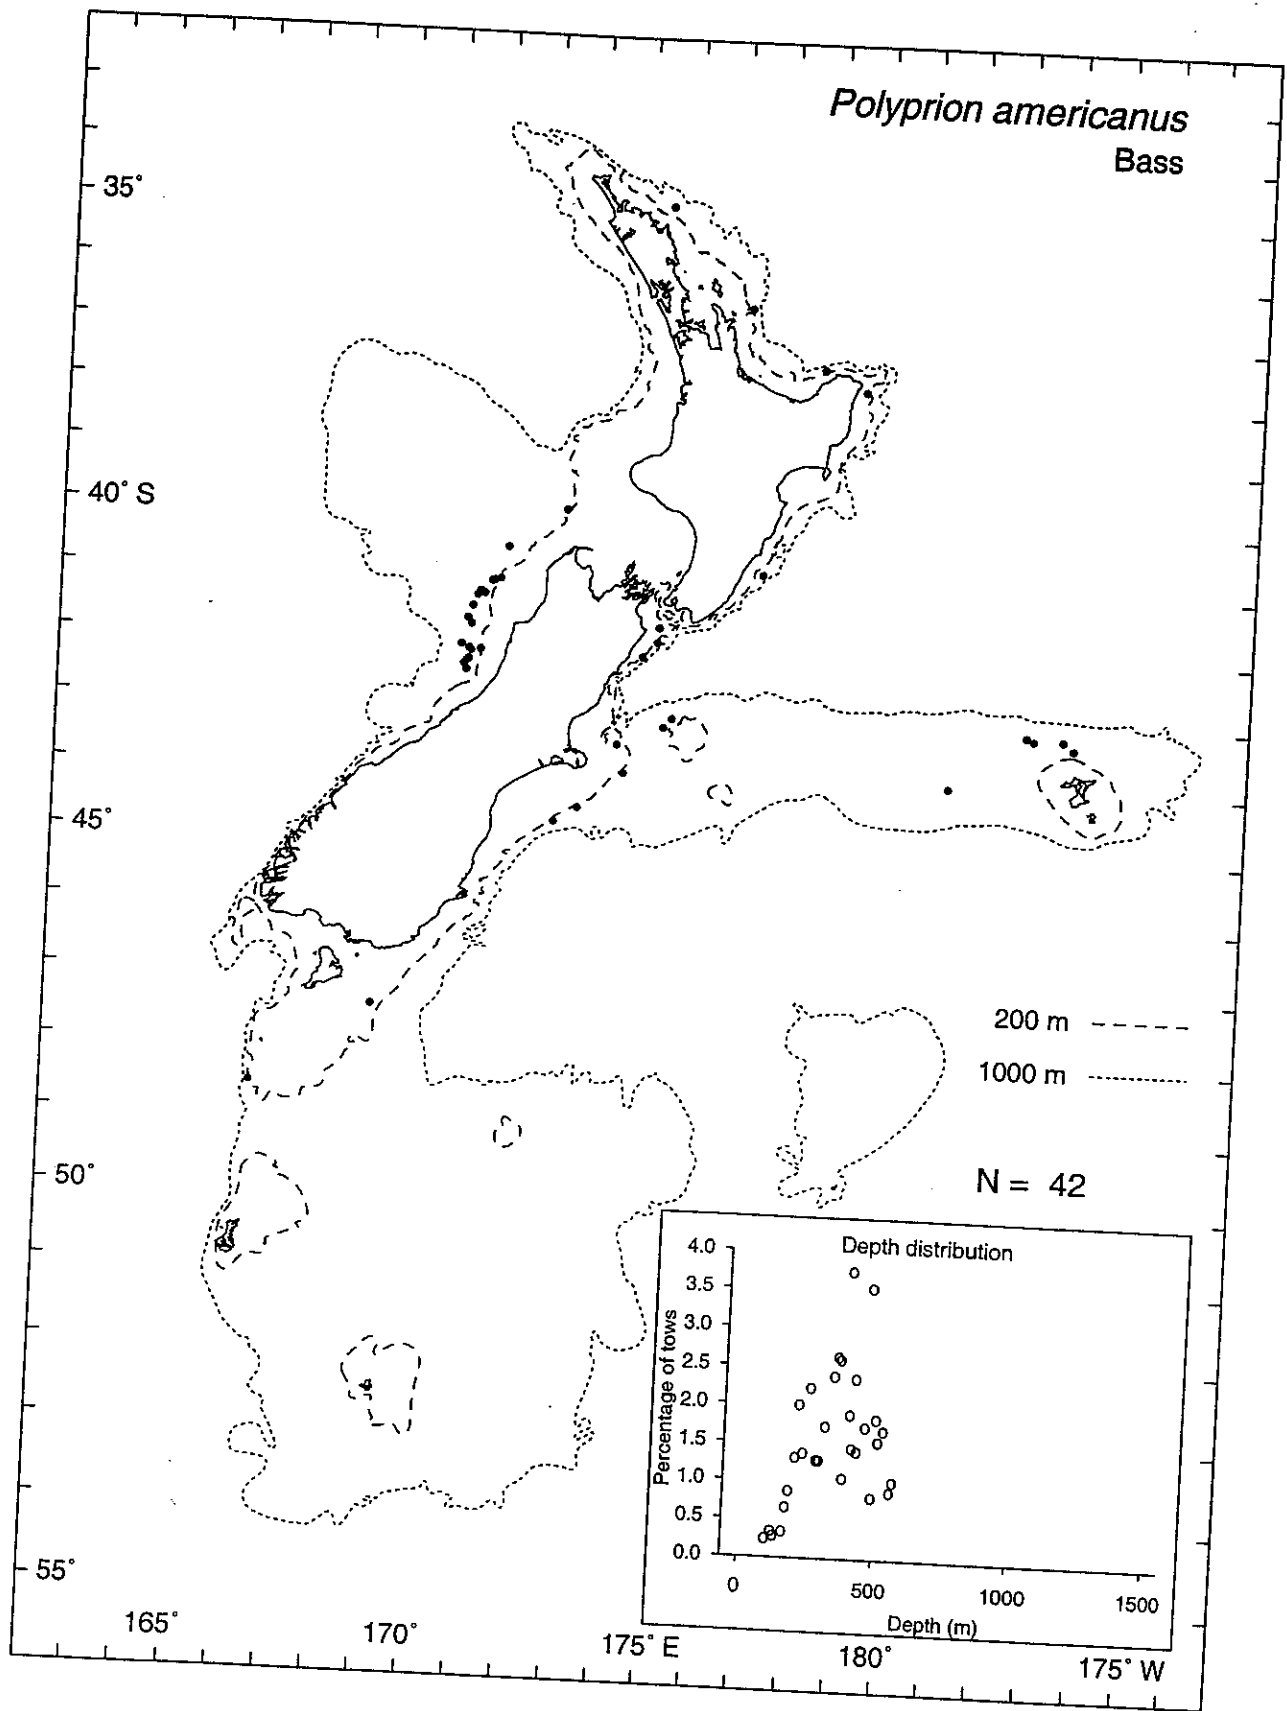 Polyprion americanus
Bass
35°
40° S
45°
50°
55°
165°
170°
175° E
180°
175° W
200 m
1000 m
N = 42
Depth distribution
Percentage of tows
4.0
3.5
3.0
2.5
2.0
1.5
1.0
0.5
0.0
0
500
1000
1500
Depth (m)